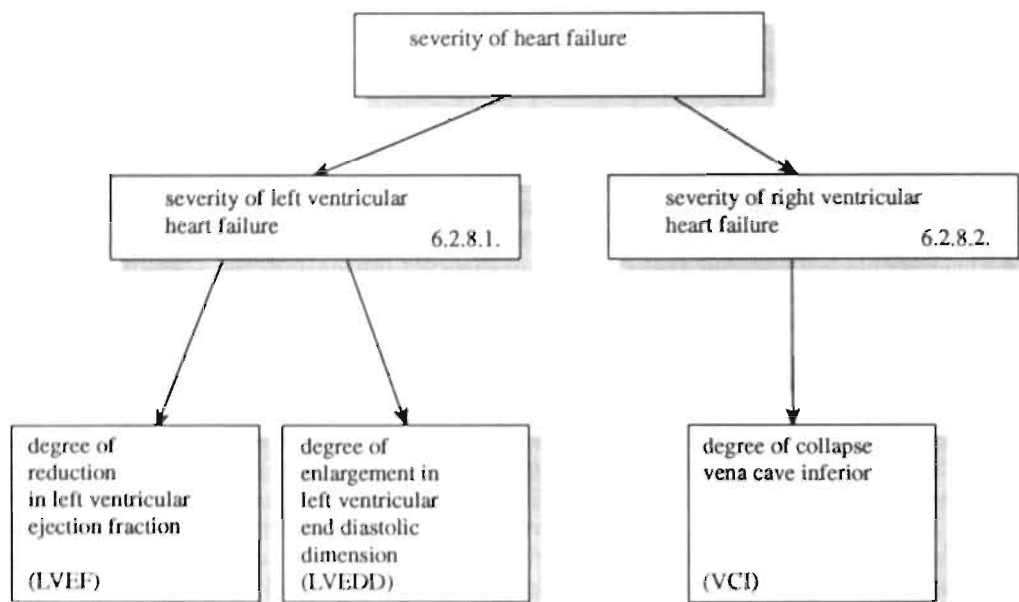 severity of heart failure
severity of left ventricular
heart failure
6.2.8.1.
severity of right ventricular
heart failure
6.2.8.2.
degree of
reduction
in left ventricular
ejection fraction
(LVEF)
degree of
enlargement in
left ventricular
end diastolic
dimension
(LVEDD)
degree of collapse
vena cave inferior
(VCI)